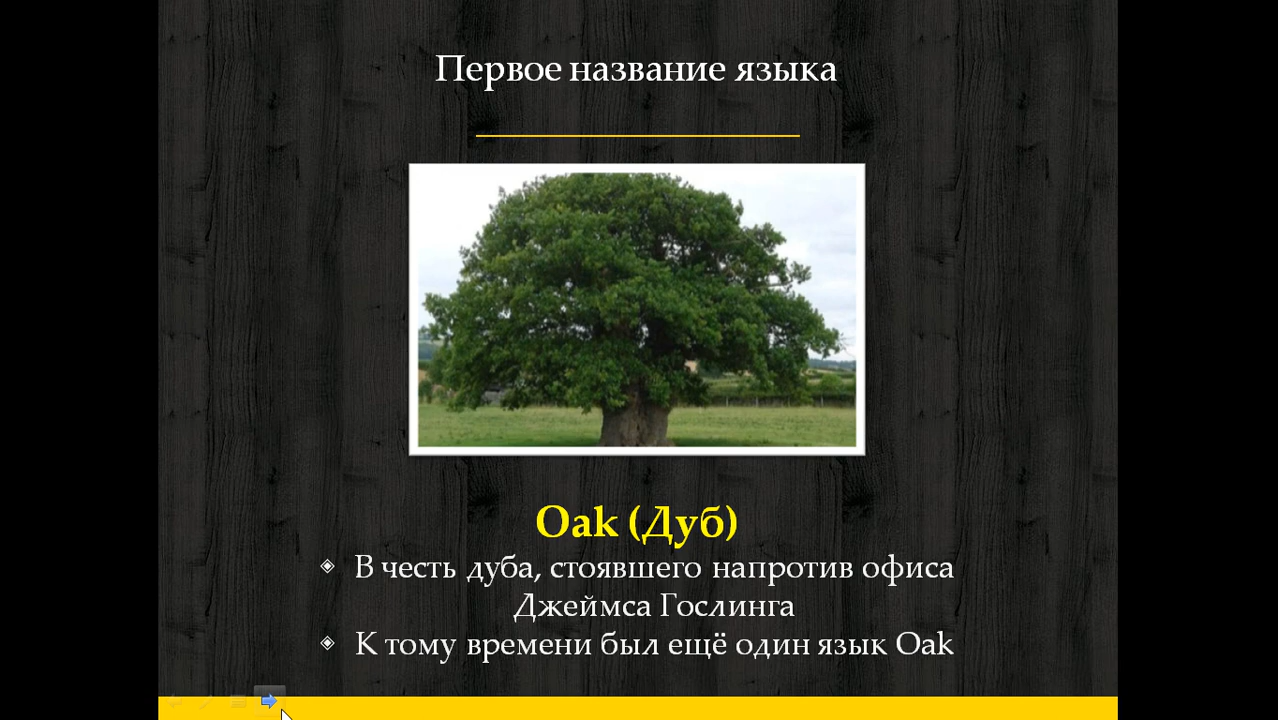 Первое название языка
Oak (Дуб)
В честь дуба, стоявшего напротив офиса
Джеймса Гослинга
К тому времени был ещё один язык Oak